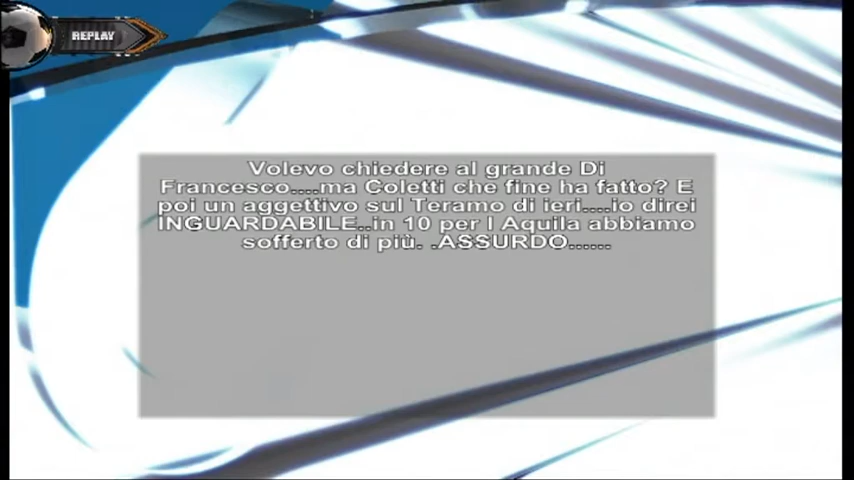 REPLAY
Volevo chiedere al grande Di
Francesco....ma Coletti che fine ha fatto? E
poi un aggettivo sul Teramo di ieri....io direi
INGUARDABILE..in 10 per l Aquila abbiamo
sofferto di più. .ASSURDO......